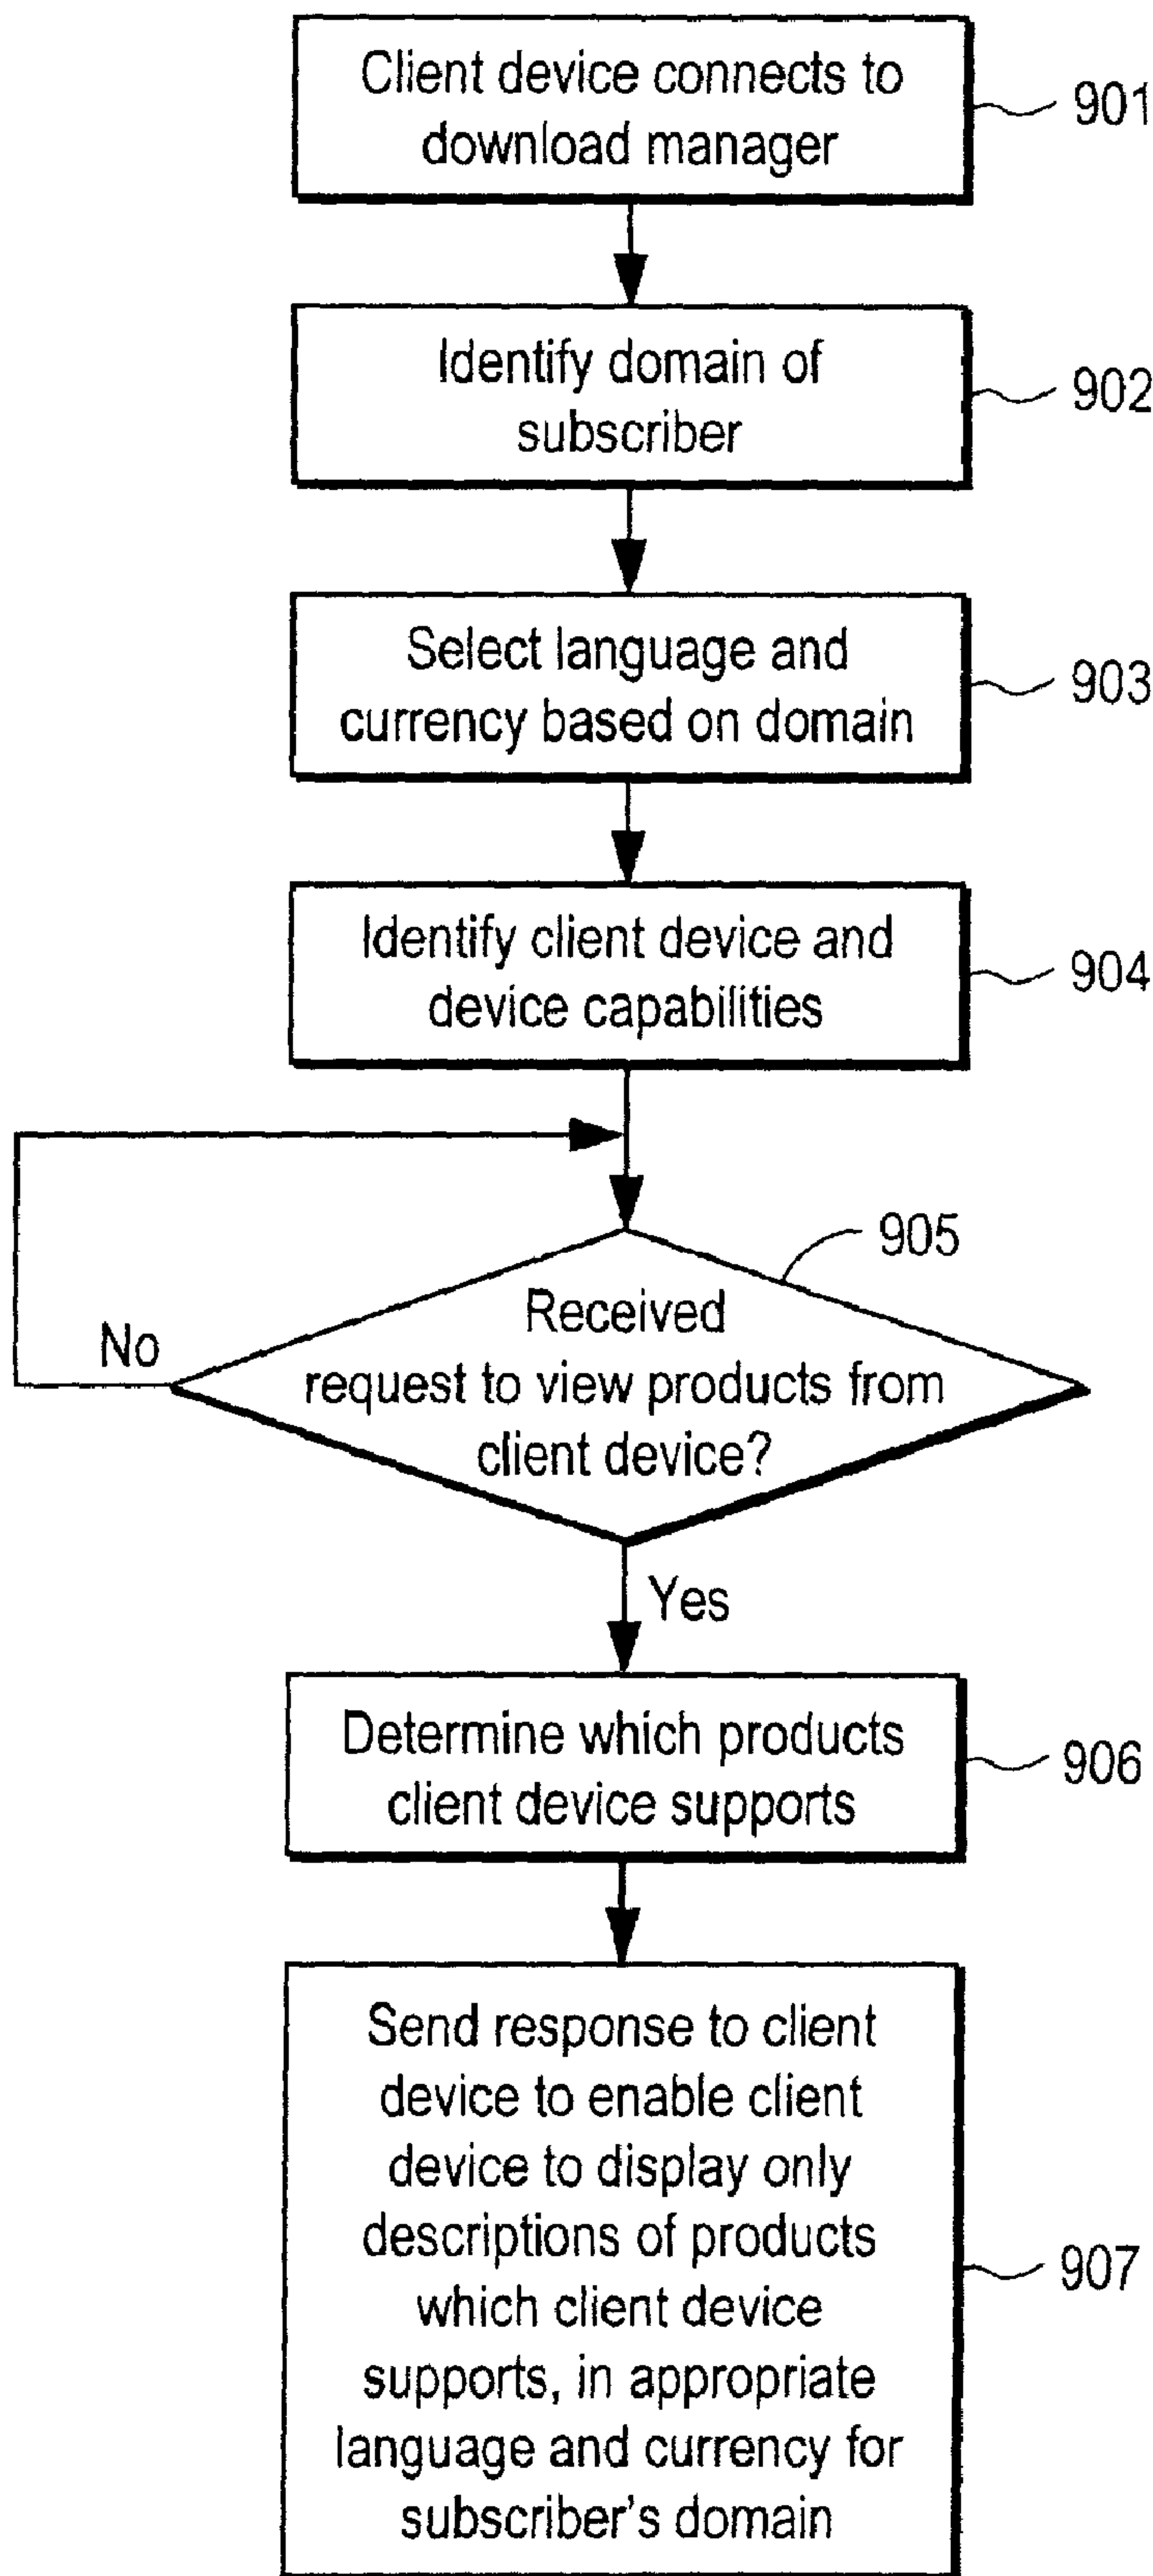 Client device connects to
download manager
901
Identify domain of
subscriber
902
Select language and
currency based on domain
903
Identify client device and
device capabilities
904
905
Received
request to view products from
client device?
No
Yes
Determine which products
client device supports
906
Send response to client
device to enable client
device to display only
descriptions of products
which client device
supports, in appropriate
language and currency for
subscriber's domain
907